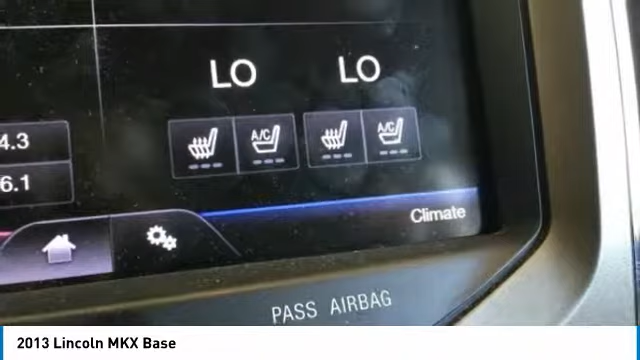 LO LO
A/C A/C
4.3
6.1
Climate
PASS AIRBAG
2013 Lincoln MKX Base